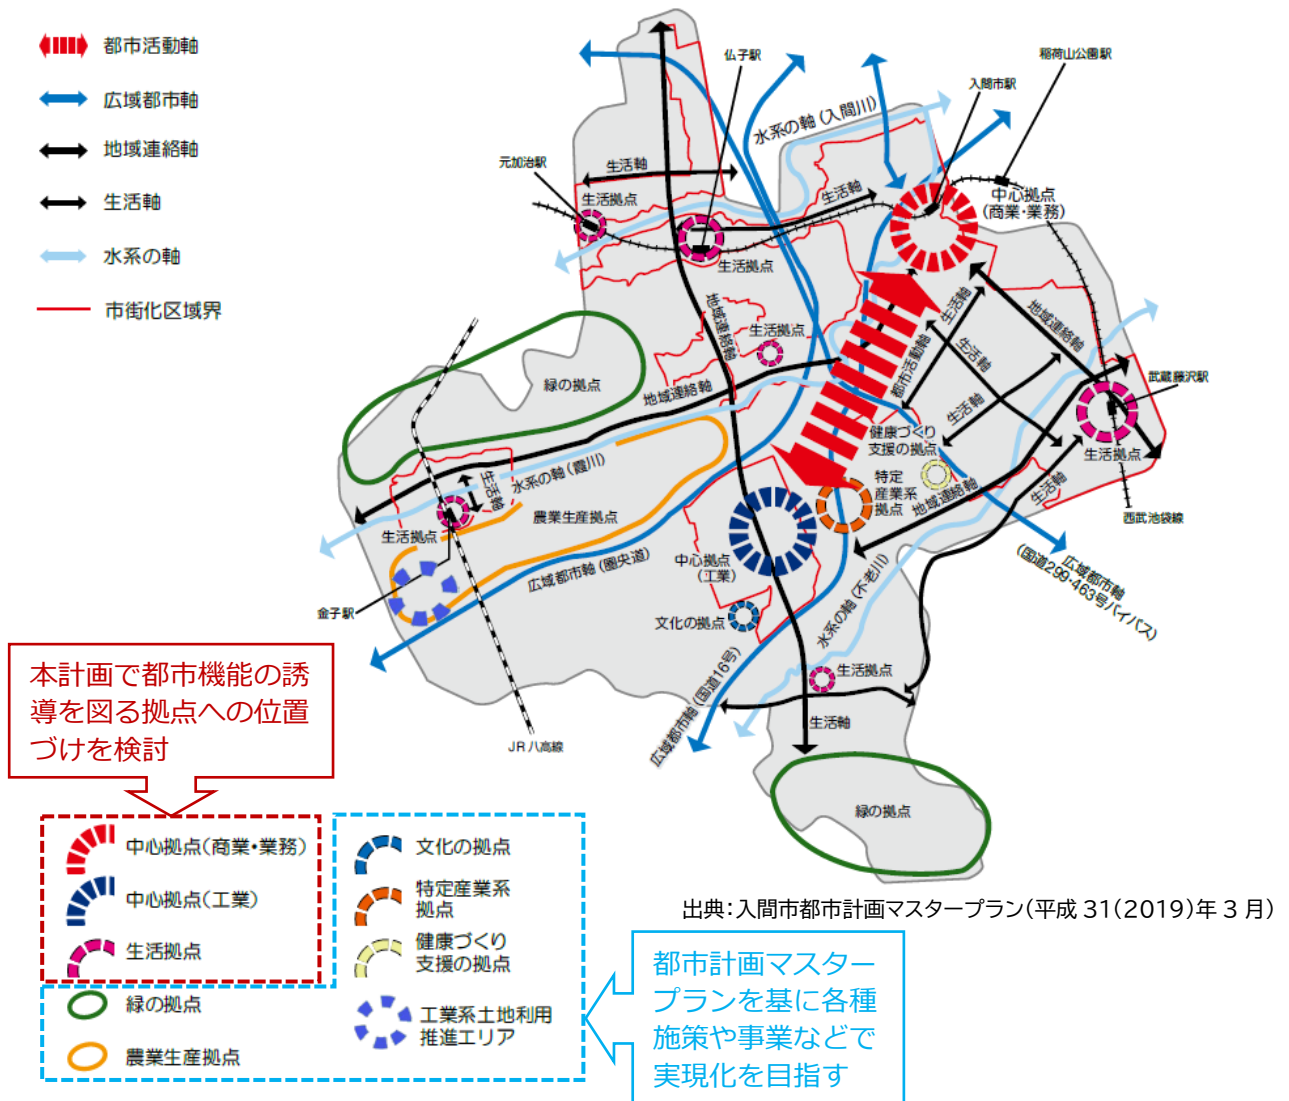 都市活動軸
広域都市軸
地域連絡軸
生活軸
水系の軸
市街化区域界
仏子駅
稲荷山公園駅
入間市駅
水系の軸(入間川)
元加治駅
生活軸
生活拠点
生活軸
中心拠点
(商業・業務)
生活拠点
地域連絡軸
生活拠点
生活軸
地域連絡軸
生活軸
都市活動軸
武蔵藤沢駅
緑の拠点
地域連絡軸
生活軸
健康づくり
支援の拠点
生活拠点
水系の軸(霞川)
生活軸
特定
産業系
拠点
地域連絡軸
生活軸
西武池袋線
農業生産拠点
生活拠点
広域都市軸(圏央道)
中心拠点
(工業)
広域都市軸
(国道299・463号バイパス)
金子駅
文化の拠点
水系の軸(不老川)
生活拠点
広域都市軸(国道16号)
生活軸
JR八高線
緑の拠点
本計画で都市機能の誘
導を図る拠点への位置
づけを検討
中心拠点(商業・業務)
中心拠点(工業)
生活拠点
緑の拠点
農業生産拠点
文化の拠点
特定産業系
拠点
健康づくり
支援の拠点
工業系土地利用
推進エリア
出典:入間市都市計画マスタープラン(平成31(2019)年3月)
都市計画マスター
プランを基に各種
施策や事業などで
実現化を目指す